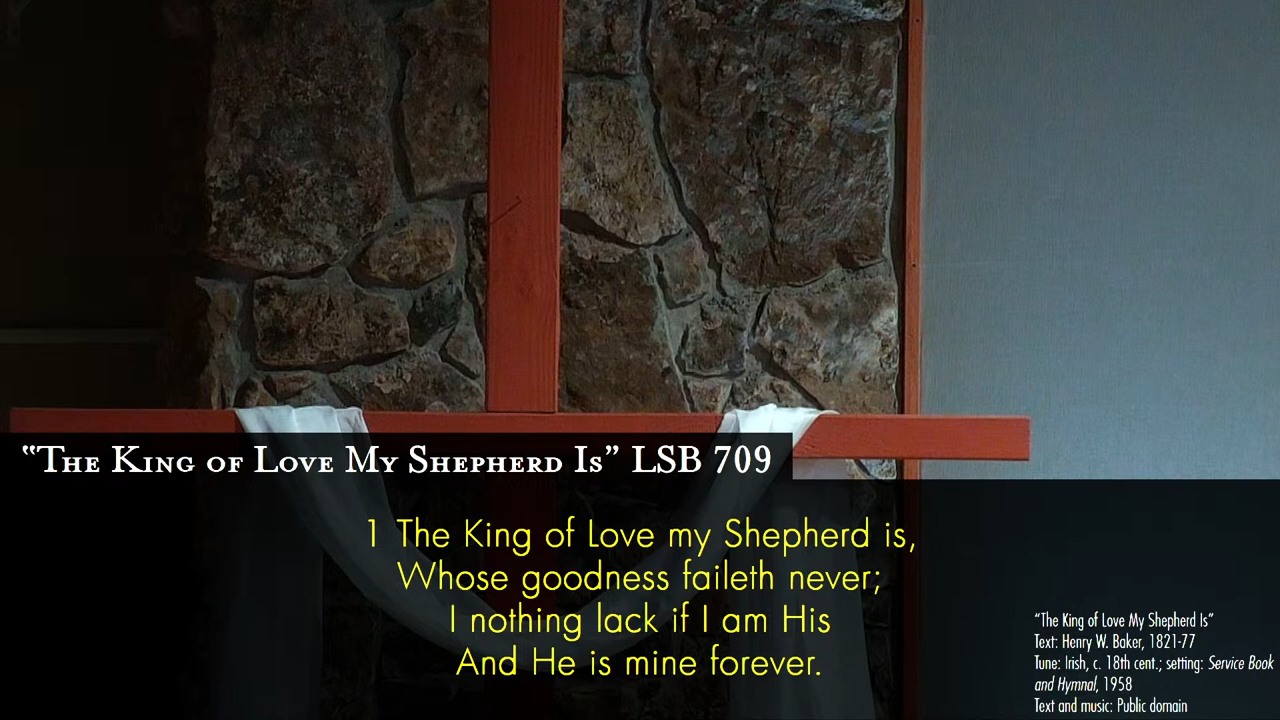 “The King of Love My Shepherd Is” LSB 709
1 The King of Love my Shepherd is,
Whose goodness faileth never;
I nothing lack if I am His
And He is mine forever.
“The King of Love My Shepherd Is”
Text: Henry W. Baker, 1821-77
Tune: Irish, c. 18th cent.; setting: Service Book
and Hymnal, 1958
Text and music: Public domain